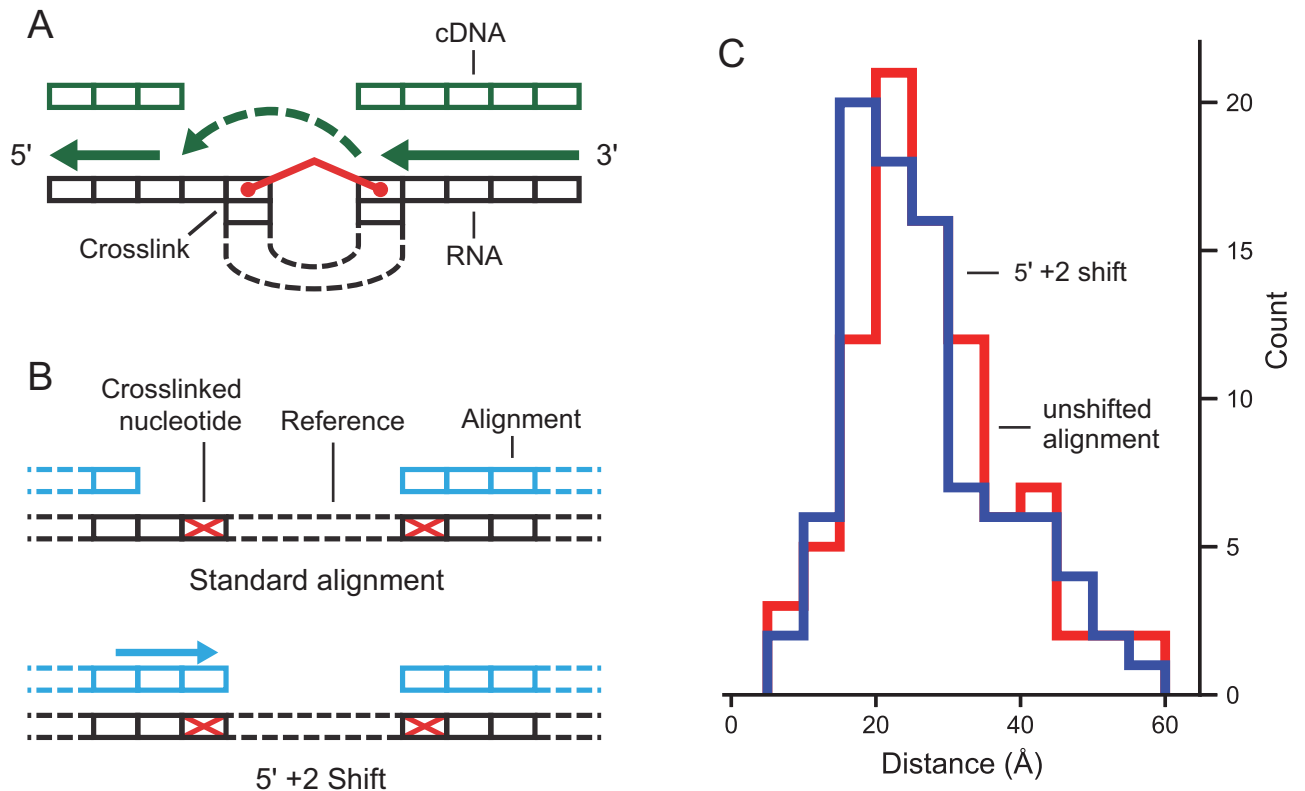 A
cDNA
5'
3'
Crosslink
RNA
B
Crosslinked
nucleotide
Reference
Alignment
Standard alignment
5' +2 Shift
C
5' +2 shift
unshifted
alignment
20
15
10
5
0
Count
0
20
40
60
Distance (Å)